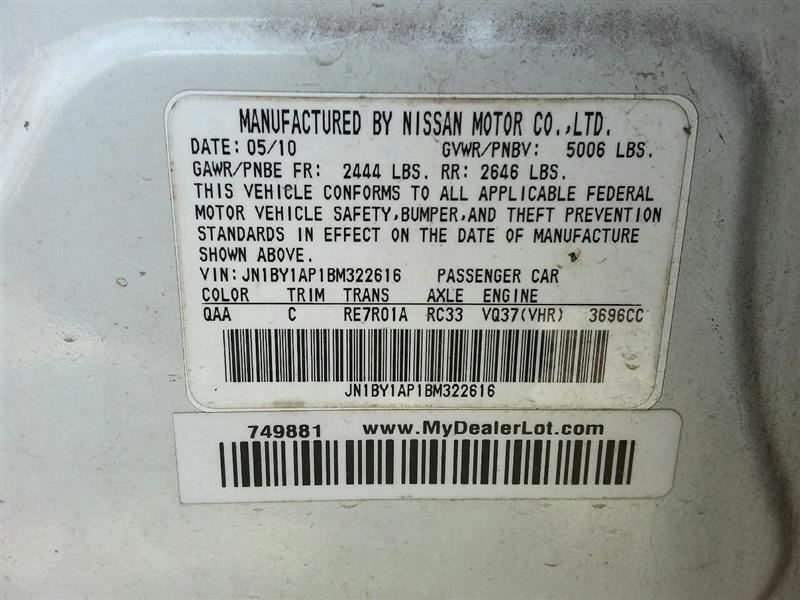 MANUFACTURED BY NISSAN MOTOR CO.,LTD.
DATE: 05/10 GVWR/PNBV: 5006 LBS.
GAWR/PNBE FR: 2444 LBS. RR: 2646 LBS.
THIS VEHICLE CONFORMS TO ALL APPLICABLE FEDERAL
MOTOR VEHICLE SAFETY,BUMPER,AND THEFT PREVENTION
STANDARDS IN EFFECT ON THE DATE OF MANUFACTURE
SHOWN ABOVE.
VIN:JN1BY1AP1BM322616 PASSENGER CAR
COLOR TRIM TRANS AXLE ENGINE
QAA C RE7R01A RC33 VQ37(VHR) 3696CC
JN1BY1AP1BM322616
749881 www.MyDealerLot.com